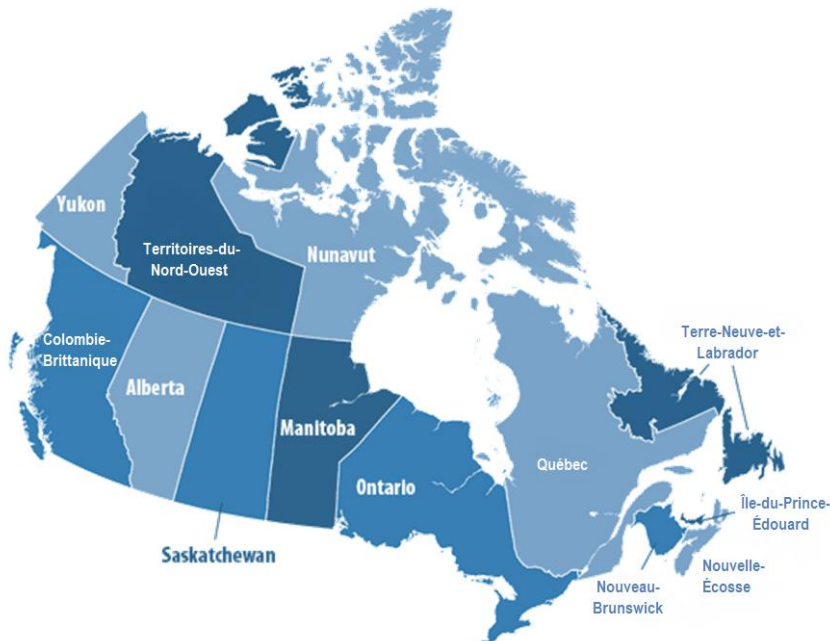 Yukon
Territoires-du-
Nord-Ouest
Nunavut
Colombie-
Brittanique
Alberta
Saskatchewan
Manitoba
Ontario
Québec
Terre-Neuve-et-
Labrador
Île-du-Prince-
Édouard
Nouvelle-
Écosse
Nouveau-
Brunswick